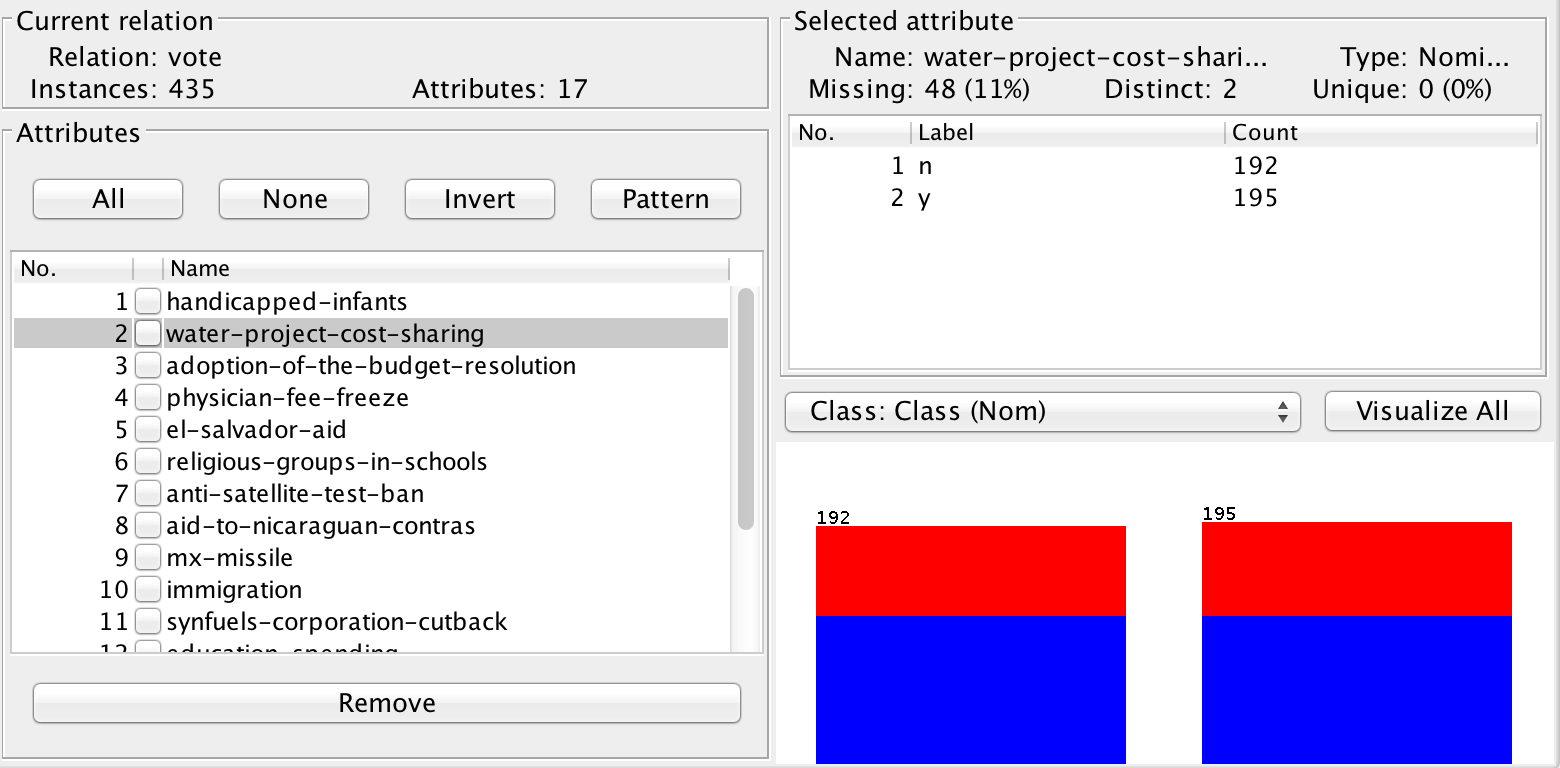 Current relation
Relation: vote
Instances: 435 Attributes: 17
Attributes
All None Invert Pattern
No. Name
1 handicapped-infants
2 water-project-cost-sharing
3 adoption-of-the-budget-resolution
4 physician-fee-freeze
5 el-salvador-aid
6 religious-groups-in-schools
7 anti-satellite-test-ban
8 aid-to-nicaraguan-contras
9 mx-missile
10 immigration
11 synfuels-corporation-cutback
12 education-spending
Remove
Selected attribute
Name: water-project-cost-shari... Type: Nomi...
Missing: 48 (11%) Distinct: 2 Unique: 0 (0%)
No. Label Count
1 n 192
2 y 195
Class: Class (Nom) Visualize All
192 195